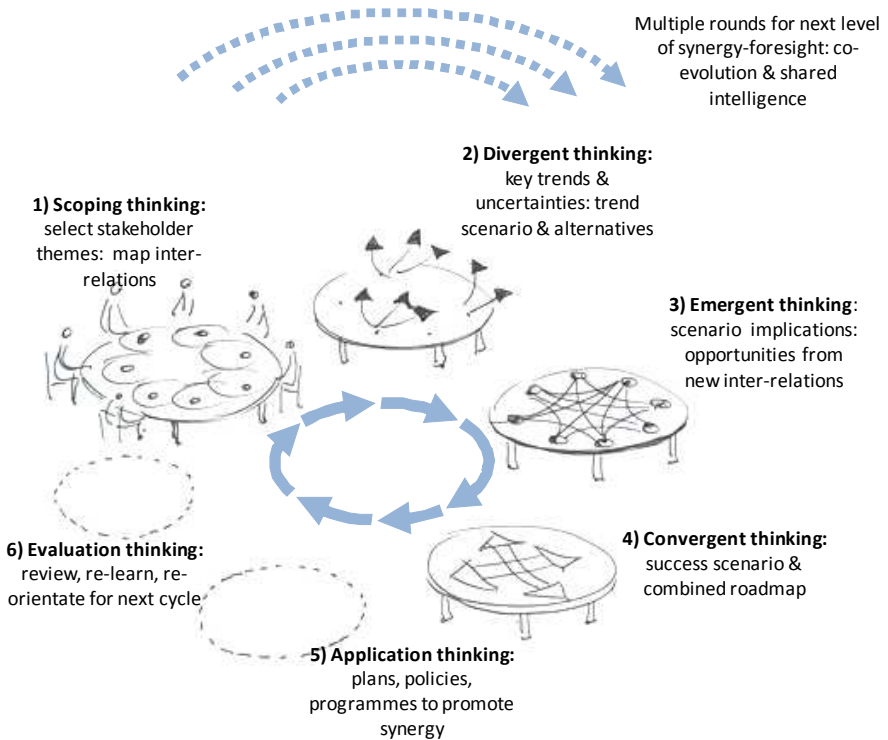 Multiple rounds for next level
of synergy-foresight: co-
evolution & shared
intelligence
1) Scoping thinking:
select stakeholder
themes: map inter-
relations
2) Divergent thinking:
key trends &
uncertainties: trend
scenario & alternatives
3) Emergent thinking:
scenario implications:
opportunities from
new inter-relations
4) Convergent thinking:
success scenario &
combined roadmap
5) Application thinking:
plans, policies,
programmes to promote
synergy
6) Evaluation thinking:
review, re-learn, re-
orientate for next cycle